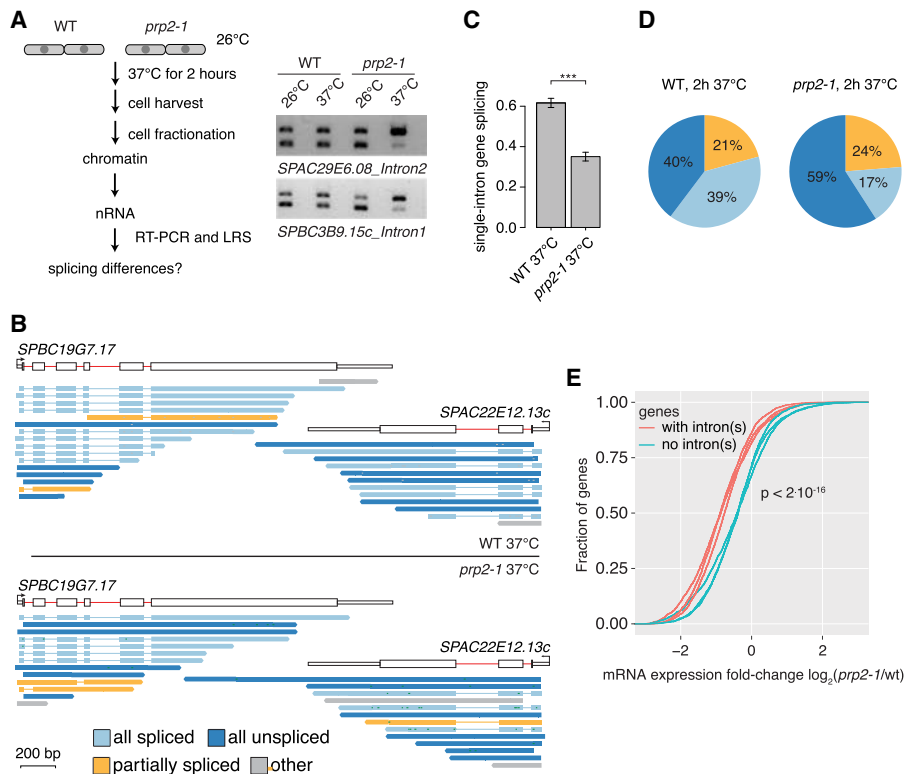 A
WT
prp2-1
26°C
37°C for 2 hours
cell harvest
cell fractionation
chromatin
nRNA
RT-PCR and LRS
splicing differences?
WT
prp2-1
26°C
37°C
26°C
37°C
SPAC29E6.08_Intron2
SPBC3B9.15c_Intron1
C
single-intron gene splicing
0.6
0.4
0.2
0.0
***
WT 37°C
prp2-1 37°C
D
WT, 2h 37°C
prp2-1, 2h 37°C
21%
40%
39%
24%
59%
17%
B
SPBC19G7.17
SPAC22E12.13c
WT 37°C
prp2-1 37°C
SPBC19G7.17
SPAC22E12.13c
200 bp
all spliced
all unspliced
partially spliced
other
E
Fraction of genes
1.00
0.75
0.50
0.25
0.00
genes
with intron(s)
no intron(s)
p < 2·10-16
−2
0
2
mRNA expression fold-change log2(prp2-1/wt)